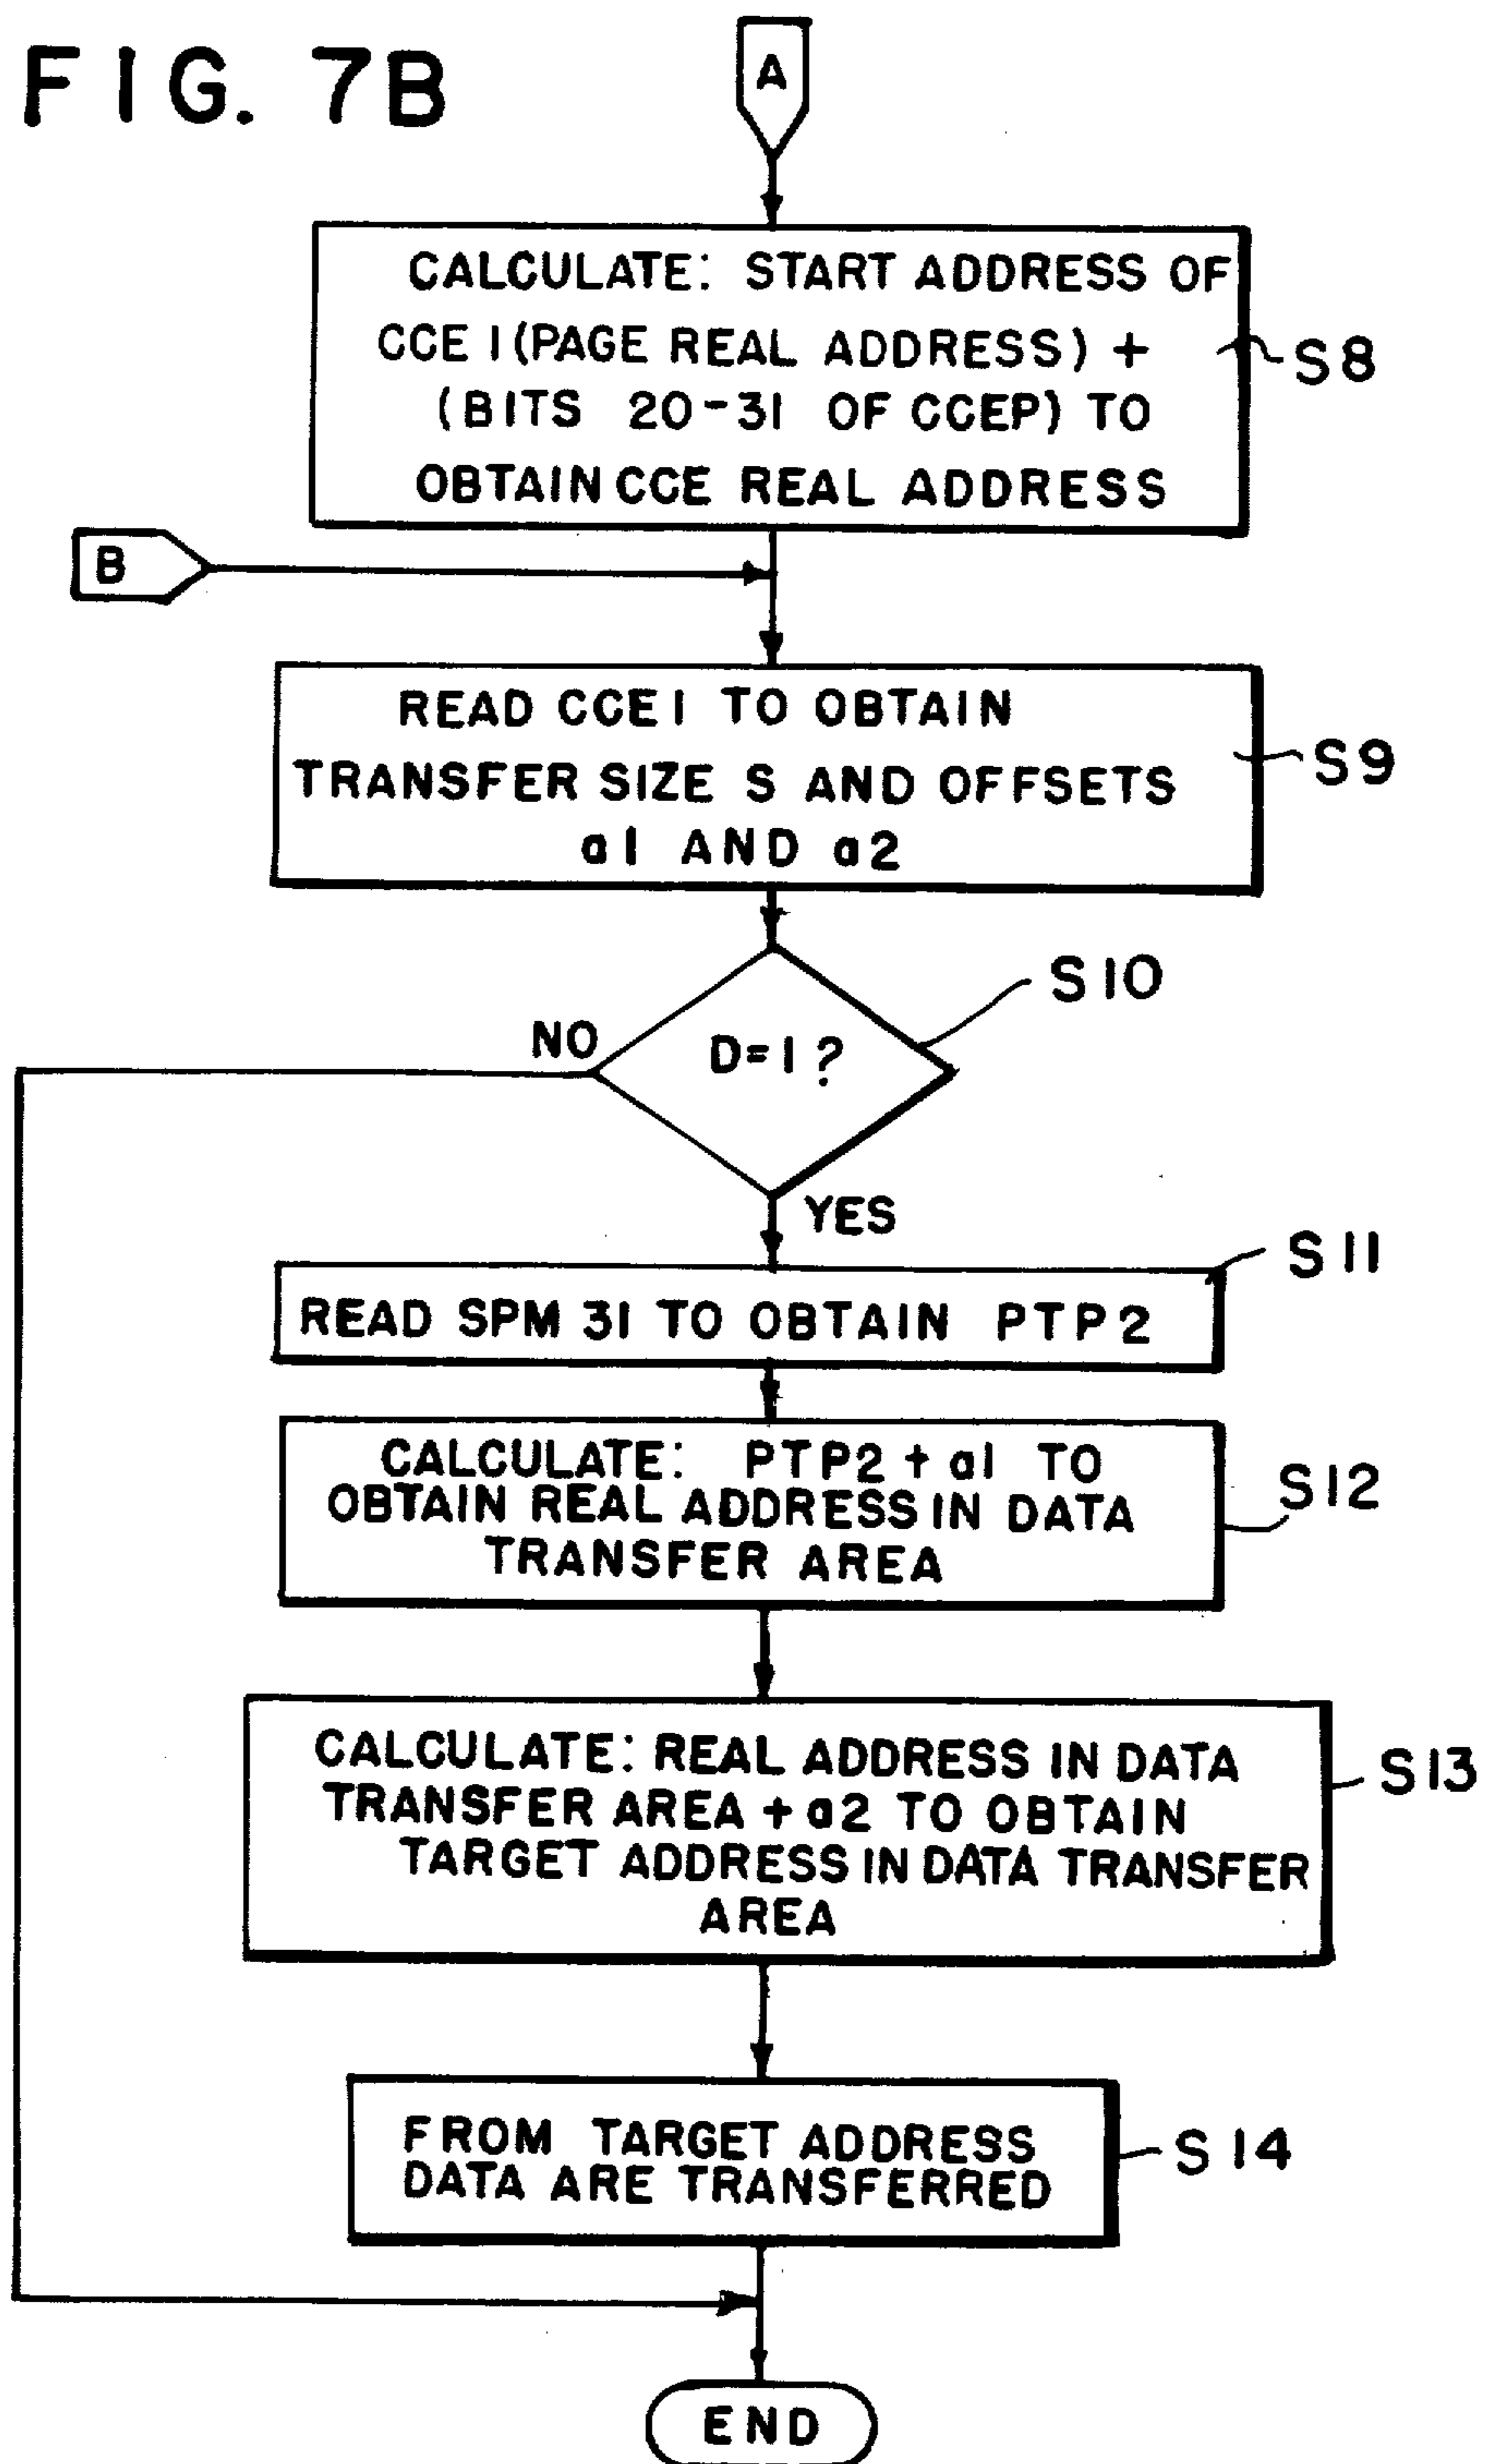 FIG. 7B
A
CALCULATE: START ADDRESS OF
CCE 1 (PAGE REAL ADDRESS) +
(BITS 20-31 OF CCEP) TO
OBTAIN CCE REAL ADDRESS
S8
B
READ CCE1 TO OBTAIN
TRANSFER SIZE S AND OFFSETS
a1 AND a2
S9
S10
NO
D=1?
YES
S11
READ SPM 31 TO OBTAIN PTP2
CALCULATE: PTP2 + a1 TO
OBTAIN REAL ADDRESS IN DATA
TRANSFER AREA
S12
CALCULATE: REAL ADDRESS IN DATA
TRANSFER AREA + a2 TO OBTAIN
TARGET ADDRESS IN DATA TRANSFER
AREA
S13
FROM TARGET ADDRESS
DATA ARE TRANSFERRED
S14
END